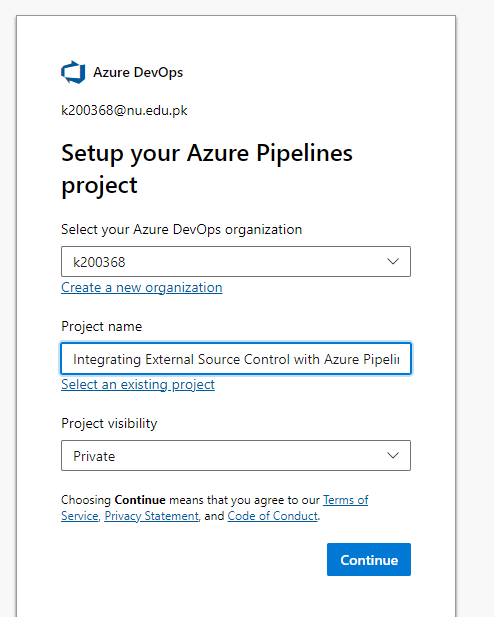 Azure DevOps
k200368@nu.edu.pk
Setup your Azure Pipelines
project
Select your Azure DevOps organization
k200368
Create a new organization
Project name
Integrating External Source Control with Azure Pipelin
Select an existing project
Project visibility
Private
Choosing Continue means that you agree to our Terms of
Service, Privacy Statement, and Code of Conduct.
Continue